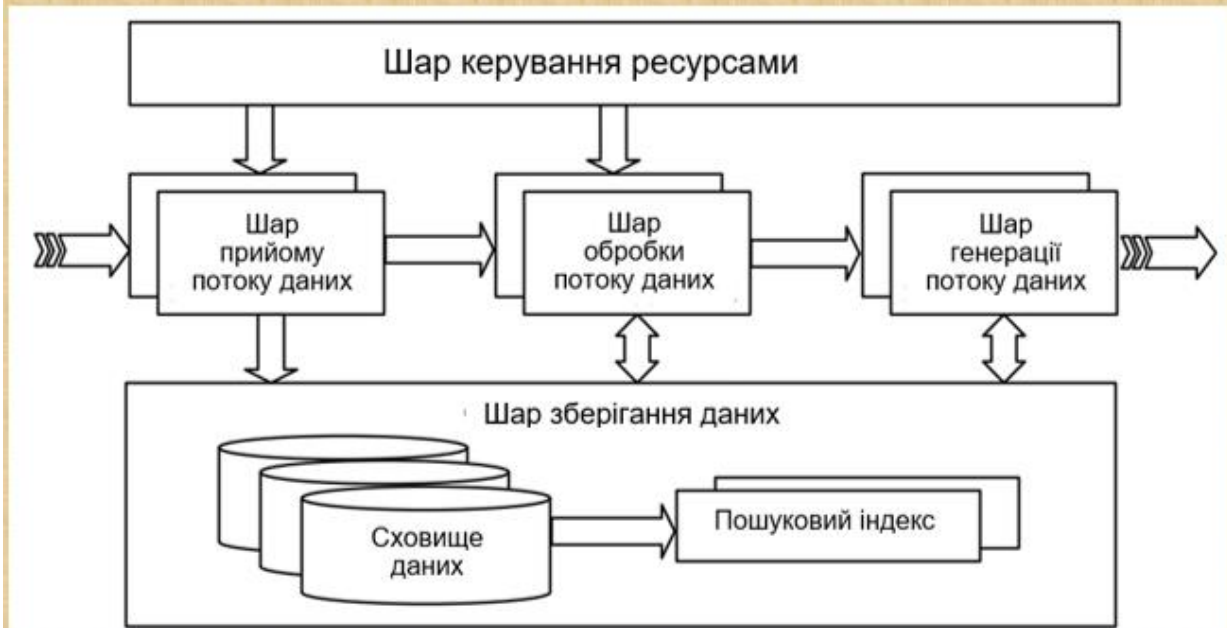 Шар керування ресурсами
Шар
прийому
потоку даних
Шар
обробки
потоку даних
Шар
генерації
потоку даних
Шар зберігання даних
Сховище
даних
Пошуковий індекс